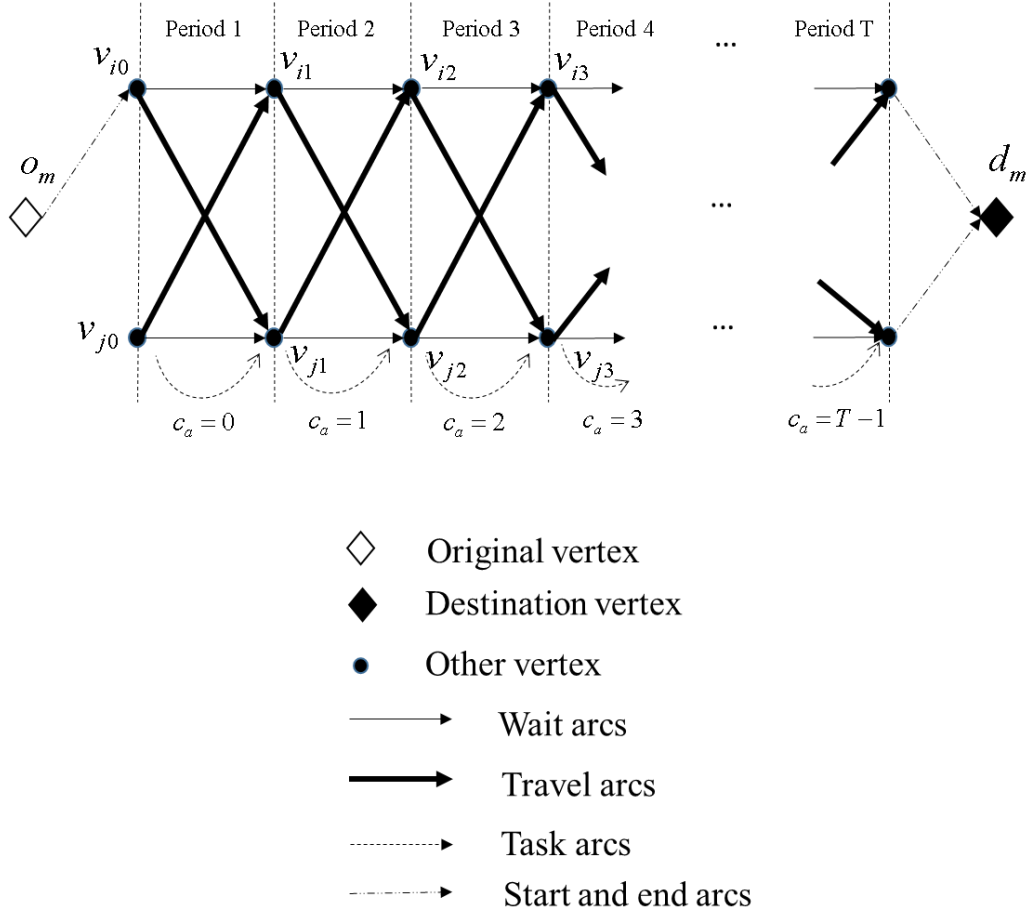 Period 1 Period 2 Period 3 Period 4 ... Period T
v_{i0} v_{i1} v_{i2} v_{i3}
o_m ... d_m
v_{j0} ...
v_{j1} v_{j2} v_{j3}
c_a = 0 c_a = 1 c_a = 2 c_a = 3 c_a = T − 1
Original vertex
Destination vertex
Other vertex
Wait arcs
Travel arcs
Task arcs
Start and end arcs